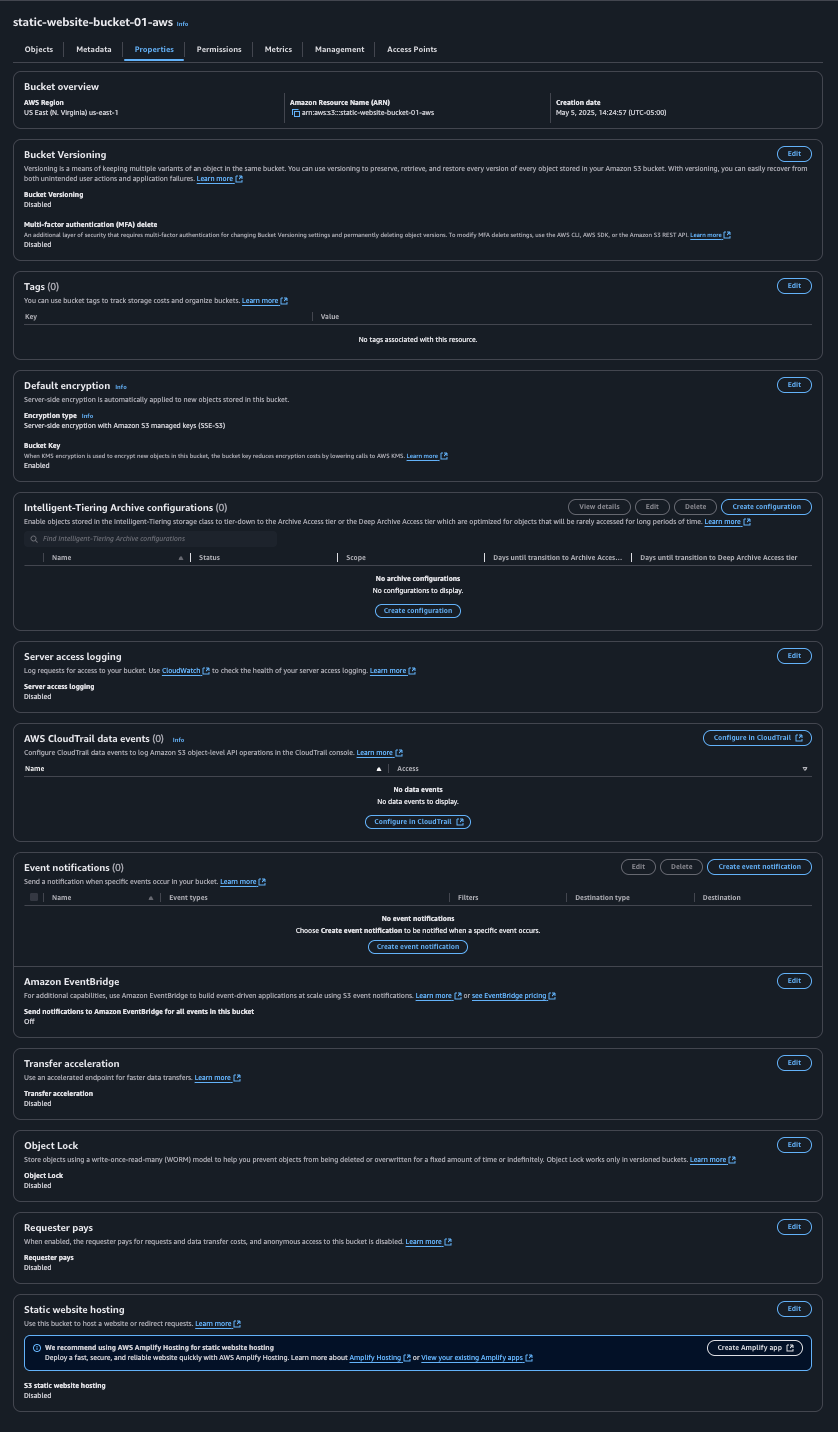 static-website-bucket-01-aws Info
Objects Metadata Properties Permissions Metrics Management Access Points
Bucket overview
AWS Region
US East (N. Virginia) us-east-1
Amazon Resource Name (ARN)
arn:aws:s3:::static-website-bucket-01-aws
Creation date
May 5, 2025, 14:24:57 (UTC-05:00)
Bucket Versioning
Edit
Versioning is a means of keeping multiple variants of an object in the same bucket. You can use versioning to preserve, retrieve, and restore every version of every object stored in your Amazon S3 bucket. With versioning, you can easily recover from
both unintended user actions and application failures. Learn more
Bucket Versioning
Disabled
Multi-factor authentication (MFA) delete
An additional layer of security that requires multi-factor authentication for changing Bucket Versioning settings and permanently deleting object versions. To modify MFA delete settings, use the AWS CLI, AWS SDK, or the Amazon S3 REST API. Learn more
Disabled
Tags (0)
Edit
You can use bucket tags to track storage costs and organize buckets. Learn more
Key Value
No tags associated with this resource.
Default encryption Info
Edit
Server-side encryption is automatically applied to new objects stored in this bucket.
Encryption type Info
Server-side encryption with Amazon S3 managed keys (SSE-S3)
Bucket Key
When KMS encryption is used to encrypt new objects in this bucket, the bucket key reduces encryption costs by lowering calls to AWS KMS. Learn more
Enabled
Intelligent-Tiering Archive configurations (0)
View details Edit Delete Create configuration
Enable objects stored in the Intelligent-Tiering storage class to tier-down to the Archive Access tier or the Deep Archive Access tier which are optimized for objects that will be rarely accessed for long periods of time. Learn more
Find Intelligent-Tiering Archive configurations
Name Status Scope Days until transition to Archive Acces... Days until transition to Deep Archive Access tier
No archive configurations
No configurations to display.
Create configuration
Server access logging
Edit
Log requests for access to your bucket. Use CloudWatch to check the health of your server access logging. Learn more
Server access logging
Disabled
AWS CloudTrail data events (0) Info
Configure in CloudTrail
Configure CloudTrail data events to log Amazon S3 object-level API operations in the CloudTrail console. Learn more
Name Access
No data events
No data events to display.
Configure in CloudTrail
Event notifications (0)
Edit Delete Create event notification
Send a notification when specific events occur in your bucket. Learn more
Name Event types Filters Destination type Destination
No event notifications
Choose Create event notification to be notified when a specific event occurs.
Create event notification
Amazon EventBridge
Edit
For additional capabilities, use Amazon EventBridge to build event-driven applications at scale using S3 event notifications. Learn more or see EventBridge pricing
Send notifications to Amazon EventBridge for all events in this bucket
Off
Transfer acceleration
Edit
Use an accelerated endpoint for faster data transfers. Learn more
Transfer acceleration
Disabled
Object Lock
Edit
Store objects using a write-once-read-many (WORM) model to help you prevent objects from being deleted or overwritten for a fixed amount of time or indefinitely. Object Lock works only in versioned buckets. Learn more
Object Lock
Disabled
Requester pays
Edit
When enabled, the requester pays for requests and data transfer costs, and anonymous access to this bucket is disabled. Learn more
Requester pays
Disabled
Static website hosting
Edit
Use this bucket to host a website or redirect requests. Learn more
We recommend using AWS Amplify Hosting for static website hosting
Deploy a fast, secure, and reliable website quickly with AWS Amplify Hosting. Learn more about Amplify Hosting or View your existing Amplify apps
Create Amplify app
S3 static website hosting
Disabled